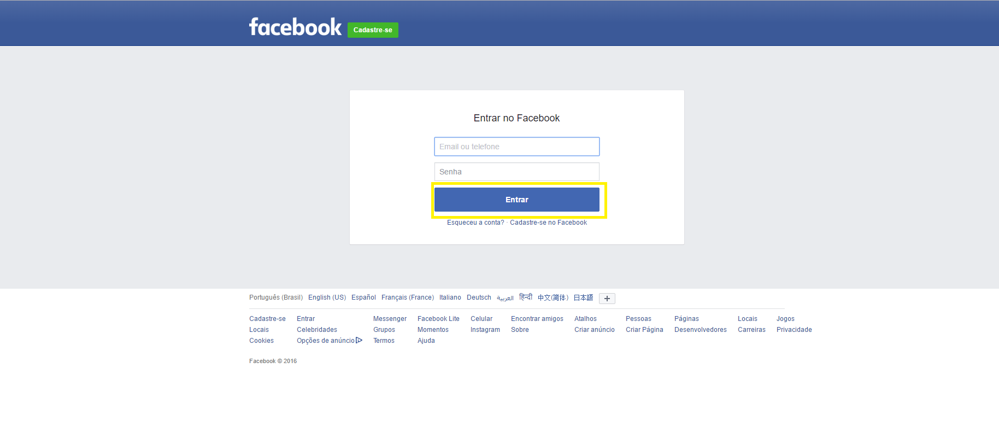 facebook Cadastre-se
Entrar no Facebook
Email ou telefone
Senha
Entrar
Esqueceu a conta? · Cadastre-se no Facebook
Português (Brasil) English (US) Español Français (France) Italiano Deutsch العربية हिन्दी 中文(简体) 日本語 +
Cadastre-se Entrar Messenger Facebook Lite Celular Encontrar amigos Atalhos Pessoas Páginas Locais Jogos
Locais Celebridades Grupos Momentos Instagram Sobre Criar anúncio Criar Página Desenvolvedores Carreiras Privacidade
Cookies Opções de anúncio Termos Ajuda
Facebook © 2016